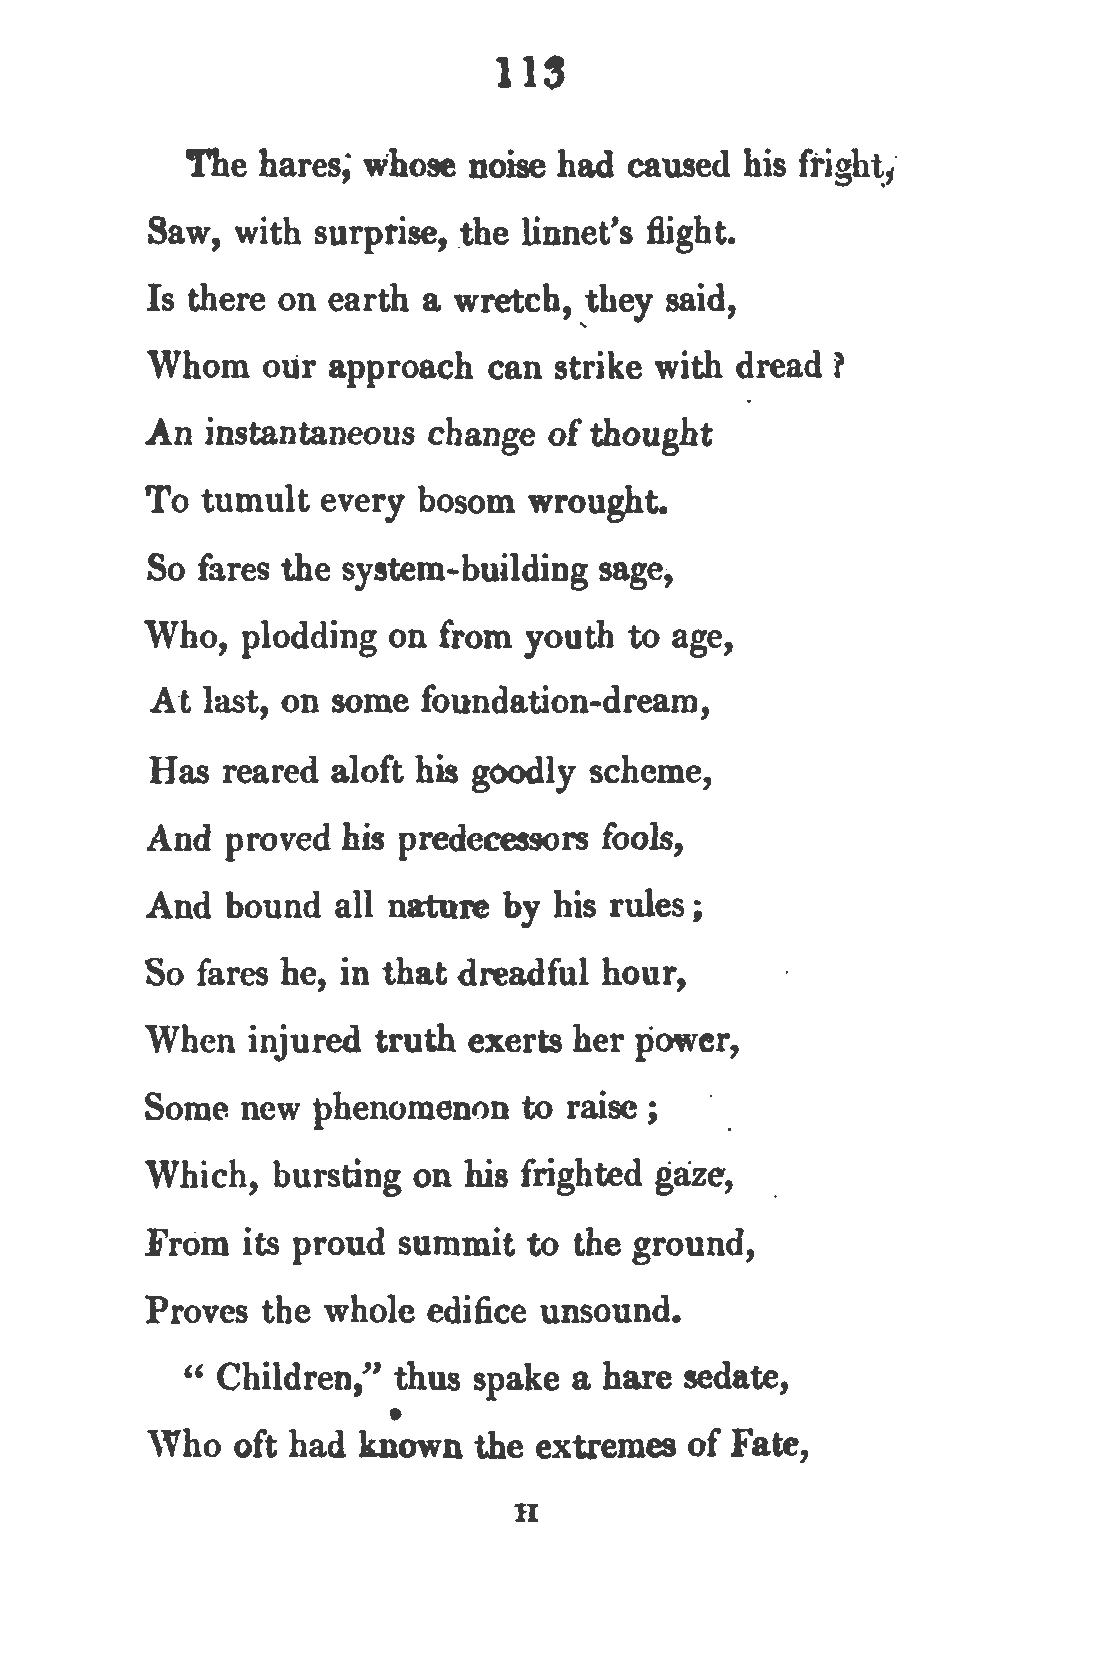 113
The hares, whose noise had caused his fright,
Saw, with surprise, the linnet's flight.
Is there on earth a wretch, they said,
Whom our approach can strike with dread ?
An instantaneous change of thought
To tumult every bosom wrought.
So fares the system-building sage,
Who, plodding on from youth to age,
At last, on some foundation-dream,
Has reared aloft his goodly scheme,
And proved his predecessors fools,
And bound all nature by his rules ;
So fares he, in that dreadful hour,
When injured truth exerts her power,
Some new phenomenon to raise ;
Which, bursting on his frighted gaze,
From its proud summit to the ground,
Proves the whole edifice unsound.
“ Children,” thus spake a hare sedate,
Who oft had known the extremes of Fate,
H